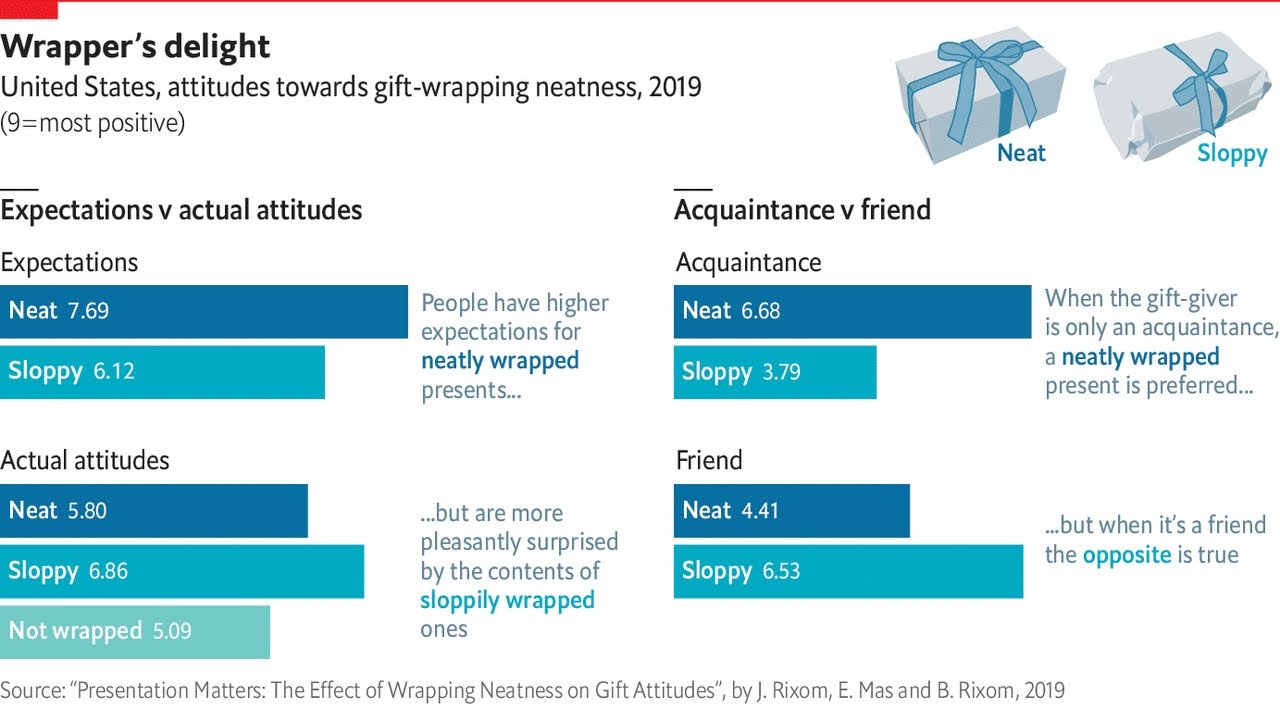 Wrapper’s delight
United States, attitudes towards gift-wrapping neatness, 2019
(9=most positive)
Neat
Sloppy
Expectations v actual attitudes
Expectations
Neat 7.69
Sloppy 6.12
People have higher
expectations for
neatly wrapped
presents...
Actual attitudes
Neat 5.80
Sloppy 6.86
Not wrapped 5.09
...but are more
pleasantly surprised
by the contents of
sloppily wrapped
ones
Acquaintance v friend
Acquaintance
Neat 6.68
Sloppy 3.79
When the gift-giver
is only an acquaintance,
a neatly wrapped
present is preferred...
Friend
Neat 4.41
Sloppy 6.53
...but when it’s a friend
the opposite is true
Source: “Presentation Matters: The Effect of Wrapping Neatness on Gift Attitudes”, by J. Rixom, E. Mas and B. Rixom, 2019